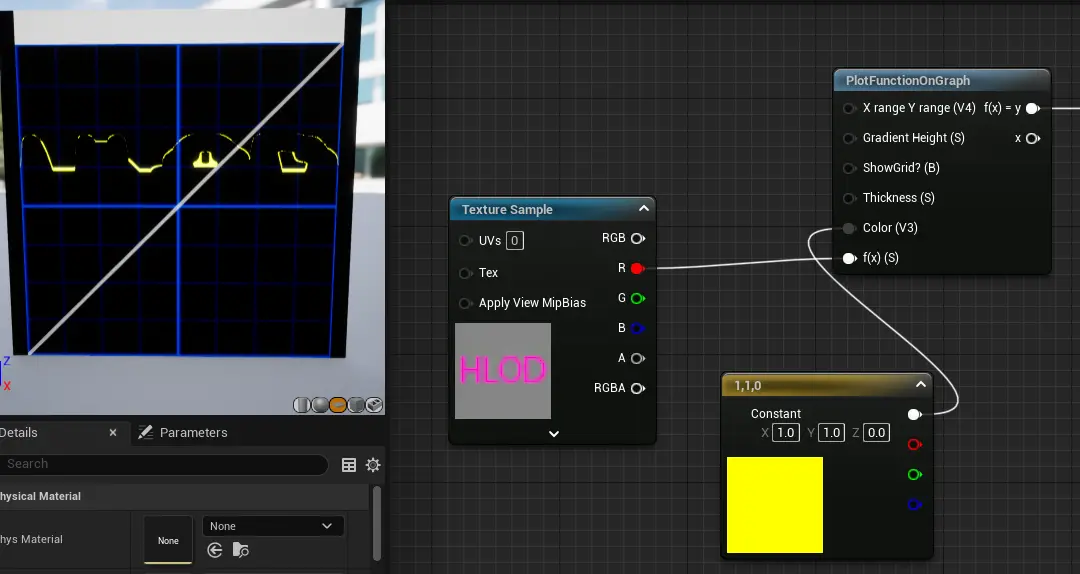 Z
X
Details
×
Parameters
Search
hysical Material
hys Material
None
None
Texture Sample
UVs 0
Tex
Apply View MipBias
RGB
R
G
B
A
RGBA
HLOD
PlotFunctionOnGraph
X range Y range (V4) f(x) = y
Gradient Height (S) x
ShowGrid? (B)
Thickness (S)
Color (V3)
f(x) (S)
1,1,0
Constant
X 1.0 Y 1.0 Z 0.0